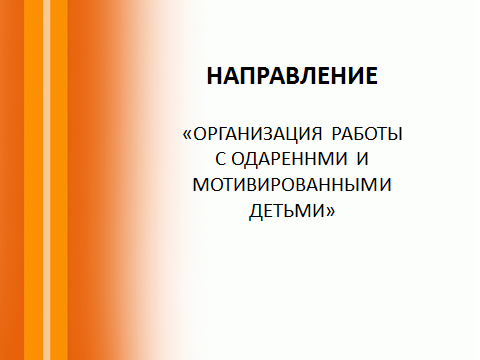 НАПРАВЛЕНИЕ
«ОРГАНИЗАЦИЯ РАБОТЫ
С ОДАРЕННМИ И
МОТИВИРОВАННЫМИ
ДЕТЬМИ»